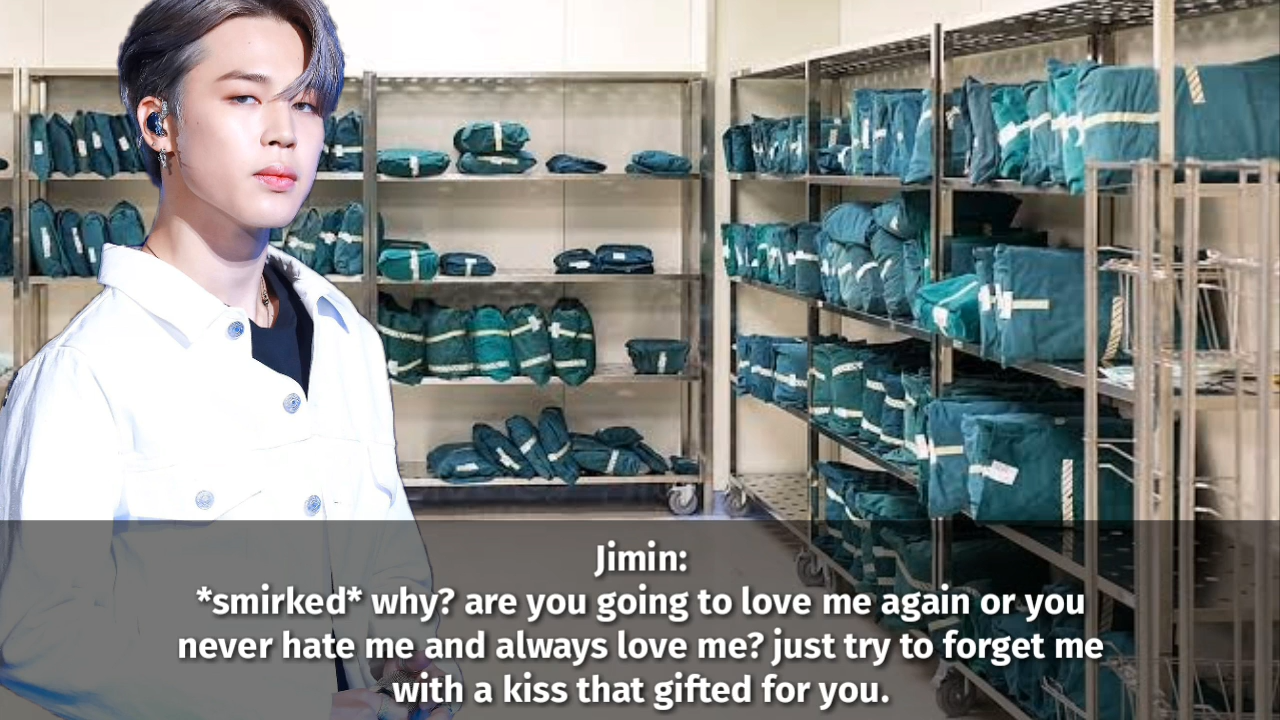 Jimin:
*smirked* why? are you going to love me again or you
never hate me and always love me? just try to forget me
with a kiss that gifted for you.